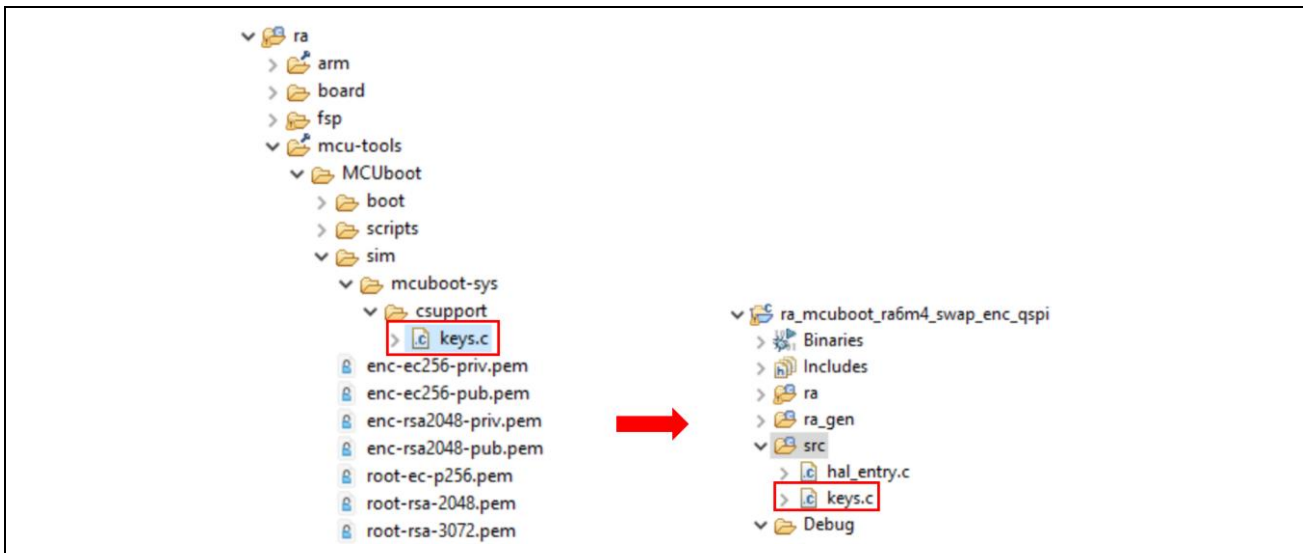 ra
arm
board
fsp
mcu-tools
MCUboot
boot
scripts
sim
mcuboot-sys
csupport
keys.c
enc-ec256-priv.pem
enc-ec256-pub.pem
enc-rsa2048-priv.pem
enc-rsa2048-pub.pem
root-ec-p256.pem
root-rsa-2048.pem
root-rsa-3072.pem
ra_mcuboot_ra6m4_swap_enc_qspi
Binaries
Includes
ra
ra_gen
src
hal_entry.c
keys.c
Debug